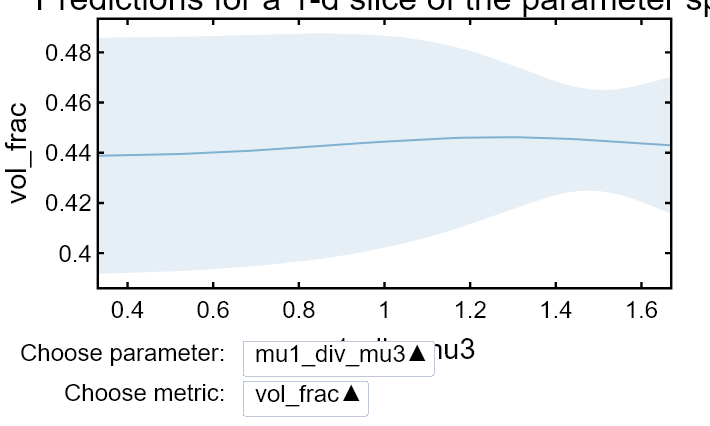 Predictions for a 1-d slice of the parameter sp
0.48
0.46
0.44
0.42
0.4
vol_frac
0.4 0.6 0.8 1 1.2 1.4 1.6
mu3
Choose parameter: mu1_div_mu3▲
Choose metric: vol_frac▲